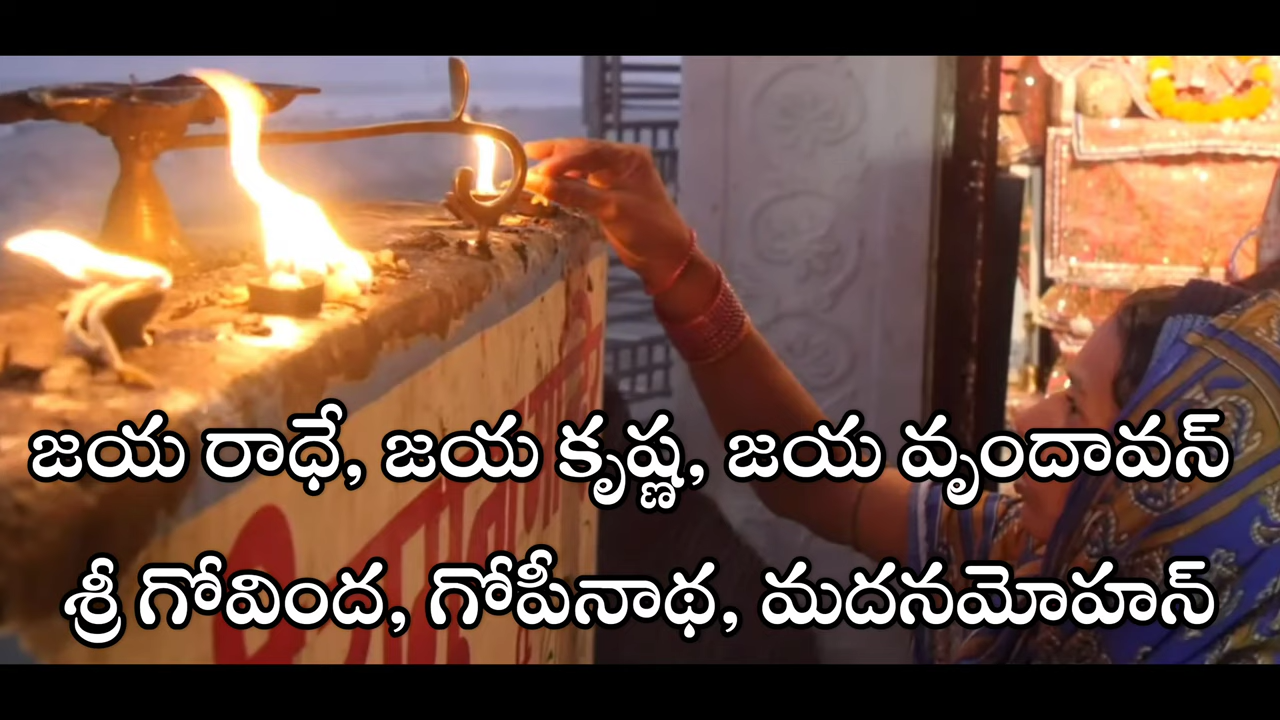 జయ రాధే, జయ కృష్ణ, జయ వృందావన్
శ్రీ గోవింద, గోపీనాథ, మదనమోహన్